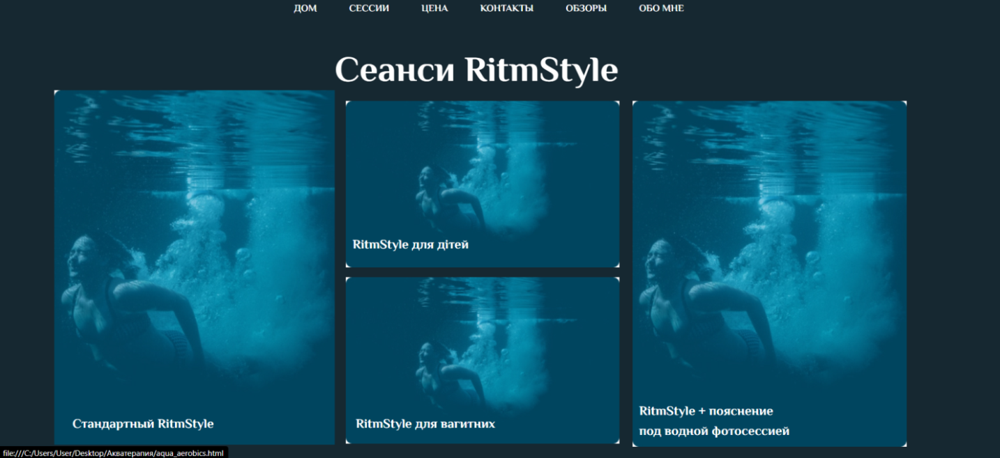 ДОМ СЕССИИ ЦЕНА КОНТАКТЫ ОБЗОРЫ ОБО МНЕ
Сеанси RitmStyle
Стандартный RitmStyle
RitmStyle для дітей
RitmStyle для вагитних
RitmStyle + пояснение
под водной фотосессией
file:///C:/Users/User/Desktop/Акватерапия/aqua_aerobics.html